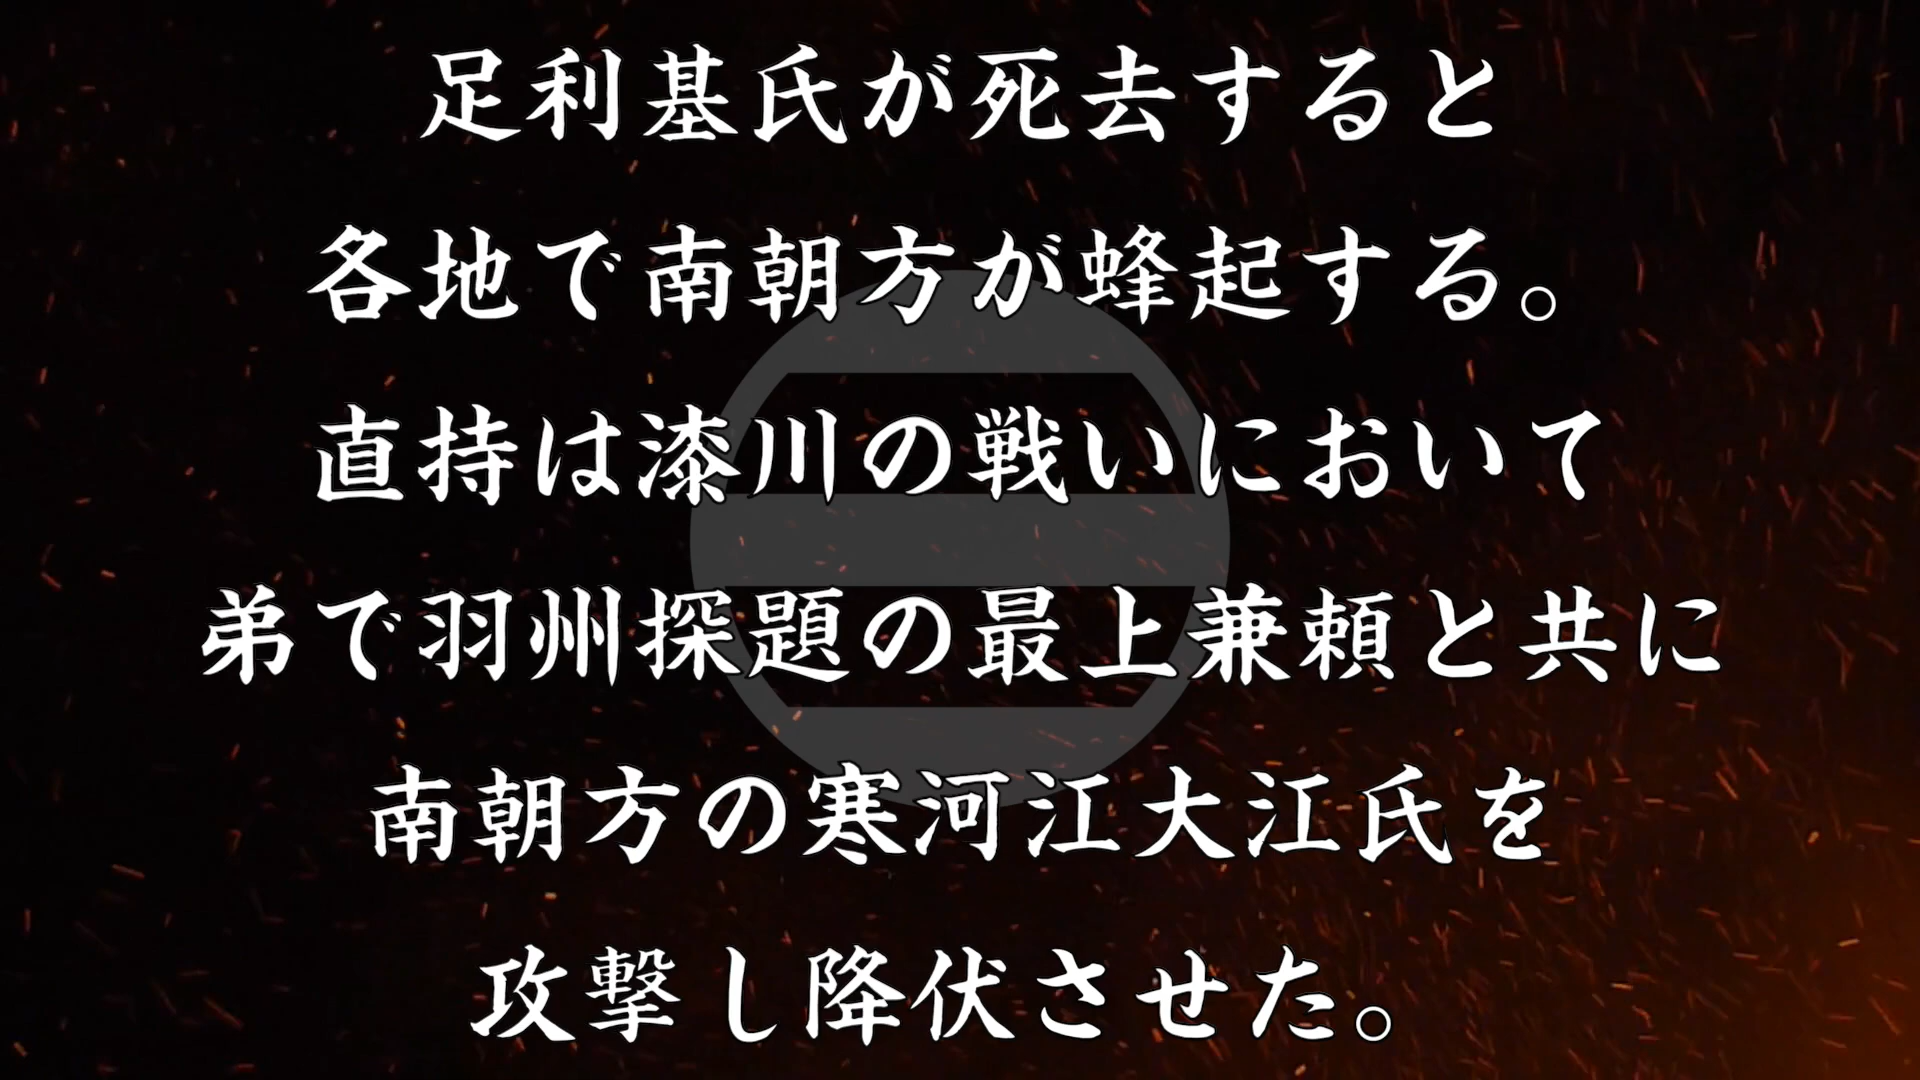 足利基氏が死去すると
各地で南朝方が蜂起する。
直持は漆川の戦いにおいて
弟で羽州探題の最上兼頼と共に
南朝方の寒河江大江氏を
攻撃し降伏させた。